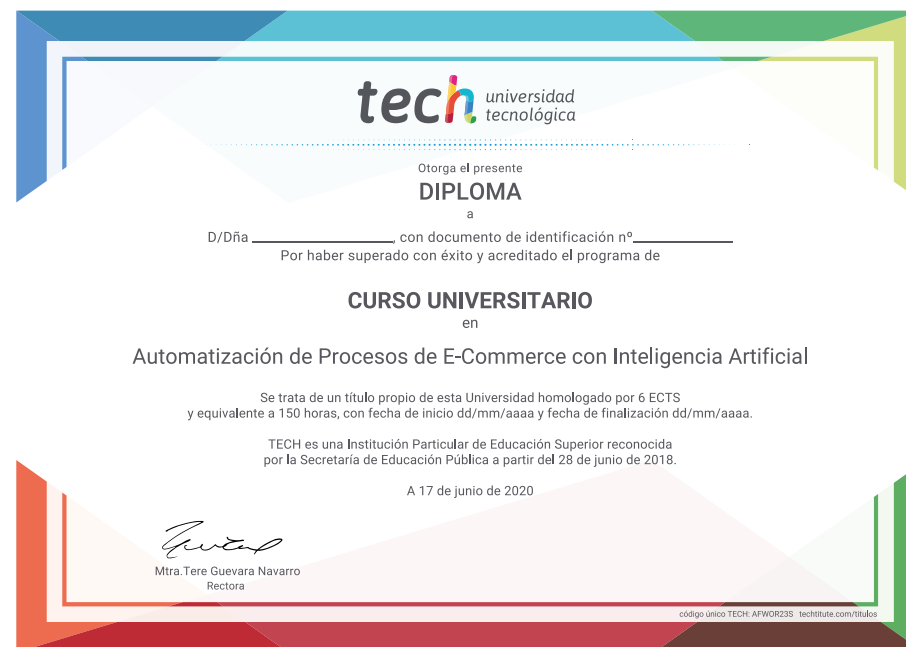 tech universidad
tecnológica
Otorga el presente
DIPLOMA
a
D/Dña ____________________, con documento de identificación nº______________
Por haber superado con éxito y acreditado el programa de
CURSO UNIVERSITARIO
en
Automatización de Procesos de E-Commerce con Inteligencia Artificial
Se trata de un título propio de esta Universidad homologado por 6 ECTS
y equivalente a 150 horas, con fecha de inicio dd/mm/aaaa y fecha de finalización dd/mm/aaaa.
TECH es una Institución Particular de Educación Superior reconocida
por la Secretaría de Educación Pública a partir del 28 de junio de 2018.
A 17 de junio de 2020
Mtra.Tere Guevara Navarro
Rectora
código único TECH: AFWOR23S techtitute.com/titulos